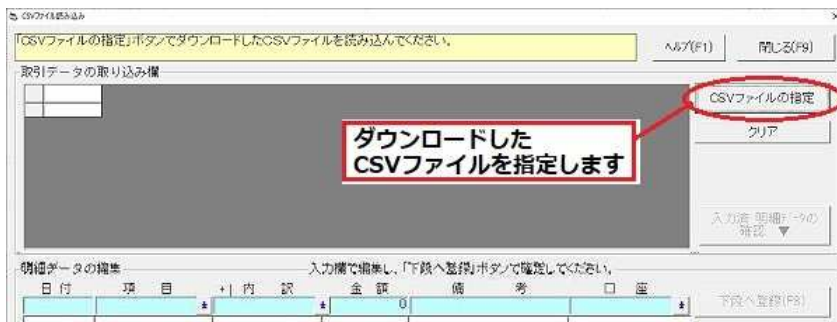 CSVファイル読み込み
「CSVファイルの指定」ボタンでダウンロードしたCSVファイルを読み込んでください。
ヘルプ(F1)
閉じる(F9)
取引データの取り込み欄
CSVファイルの指定
クリア
ダウンロードした
CSVファイルを指定します
入力済 明細データの
確認 ▼
明細データの編集
入力欄で編集し、「下段へ登録」ボタンで確定してください。
日 付 項 目 +| 内 訳 金 額 備 考 口 座
0
下段へ登録(F8)